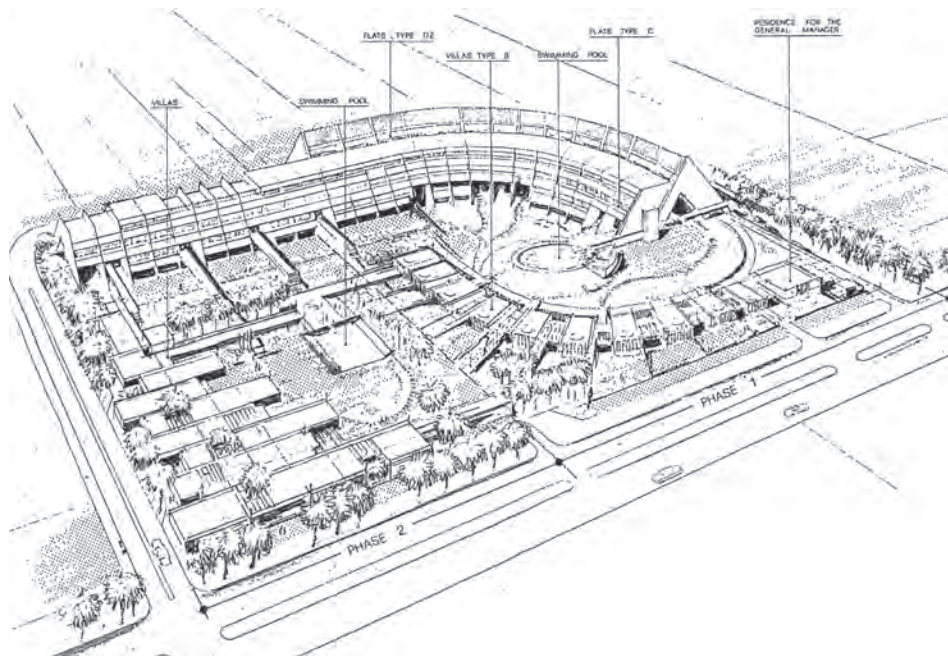 RESIDENCE FOR THE
GENERAL MANAGER
FLATS TYPE D2
VILLAS TYPE B
SWIMMING POOL
FLATS TYPE C
VILLAS
SWIMMING POOL
PHASE 1
PHASE 2